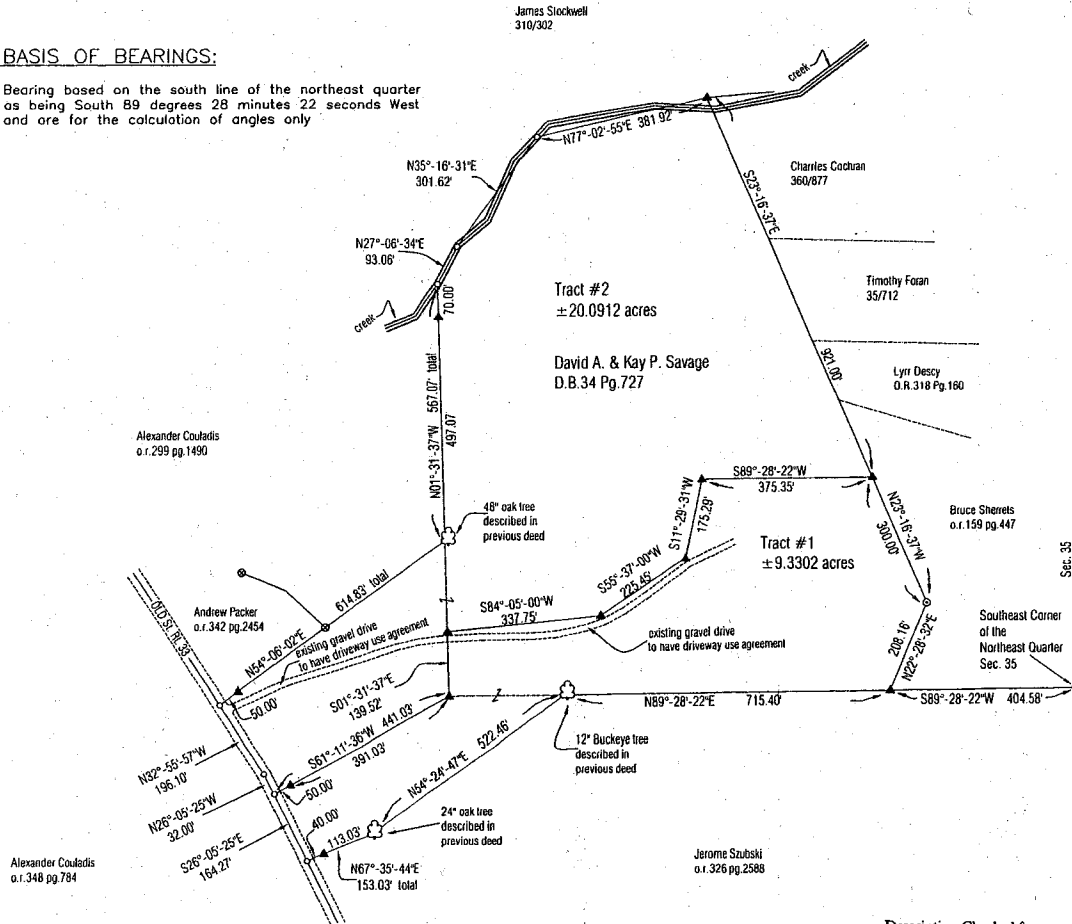 James Stockwell
310/302
BASIS OF BEARINGS:
Bearing based on the south line of the northeast quarter
as being South 89 degrees 28 minutes 22 seconds West
and are for the calculation of angles only
creek
N77°-02'-55"E 381.92'
N35°-16'-31"E
301.62'
Charles Cochran
360/877
S23°-16'-37"E
N27°-06'-34"E
93.06'
creek
70.00'
Tract #2
±20.0912 acres
Timothy Foran
35/712
David A. & Kay P. Savage
D.B.34 Pg.727
921.00'
Lyrr Descy
O.R.318 Pg.160
N01°-31'-37"W 567.07' total
497.07
Alexander Couladis
o.r.299 pg.1490
S89°-28'-22"W
375.35'
48" oak tree
described in
previous deed
S11°-29'-31"W
175.29'
N23°-16'-37"W
300.00'
Bruce Sherrets
o.r.159 pg.447
Tract #1
±9.3302 acres
Sec. 35
S55°-37'-00"W
225.45'
614.83' total
OLD St. Rt. 33
Andrew Packer
o.r.342 pg.2454
S84°-05'-00"W
337.75'
N54°-06'-02"E
existing gravel drive
to have driveway use agreement
existing gravel drive
to have driveway use agreement
208.16'
N22°-28'-32"E
Southeast Corner
of the
Northeast Quarter
Sec. 35
50.00'
S01°-31'-37"E
139.52'
N89°-28'-22"E 715.40'
S89°-28'-22"W 404.58'
S61°-11'-36"W 441.03'
391.03'
50.00'
N32°-55'-57"W
196.10'
12" Buckeye tree
described in
previous deed
N54°-24'-47"E 522.46'
N26°-05'-25"W
32.00'
40.00'
24" oak tree
described in
previous deed
113.03'
S26°-05'-25"E
164.27'
N67°-35'-44"E
153.03' total
Alexander Couladis
o.r.348 pg.784
Jerome Szubski
o.r.326 pg.2588